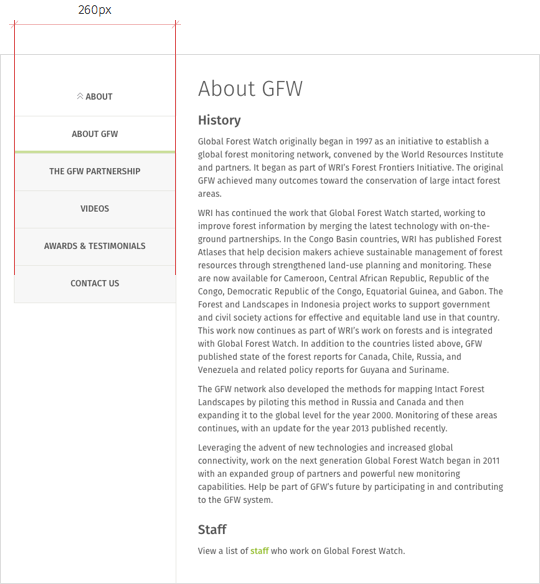 260px
ABOUT
ABOUT GFW
THE GFW PARTNERSHIP
VIDEOS
AWARDS & TESTIMONIALS
CONTACT US
About GFW
History
Global Forest Watch originally began in 1997 as an initiative to establish a
global forest monitoring network, convened by the World Resources Institute
and partners. It began as part of WRI's Forest Frontiers Initiative. The original
GFW achieved many outcomes toward the conservation of large intact forest
areas.
WRI has continued the work that Global Forest Watch started, working to
improve forest information by merging the latest technology with on-the-
ground partnerships. In the Congo Basin countries, WRI has published Forest
Atlases that help decision makers achieve sustainable management of forest
resources through strengthened land-use planning and monitoring. These
are now available for Cameroon, Central African Republic, Republic of the
Congo, Democratic Republic of the Congo, Equatorial Guinea, and Gabon. The
Forest and Landscapes in Indonesia project works to support government
and civil society actions for effective and equitable land use in that country.
This work now continues as part of WRI's work on forests and is integrated
with Global Forest Watch. In addition to the countries listed above, GFW
published state of the forest reports for Canada, Chile, Russia, and
Venezuela and related policy reports for Guyana and Suriname.
The GFW network also developed the methods for mapping Intact Forest
Landscapes by piloting this method in Russia and Canada and then
expanding it to the global level for the year 2000. Monitoring of these areas
continues, with an update for the year 2013 published recently.
Leveraging the advent of new technologies and increased global
connectivity, work on the next generation Global Forest Watch began in 2011
with an expanded group of partners and powerful new monitoring
capabilities. Help be part of GFW's future by participating in and contributing
to the GFW system.
Staff
View a list of staff who work on Global Forest Watch.